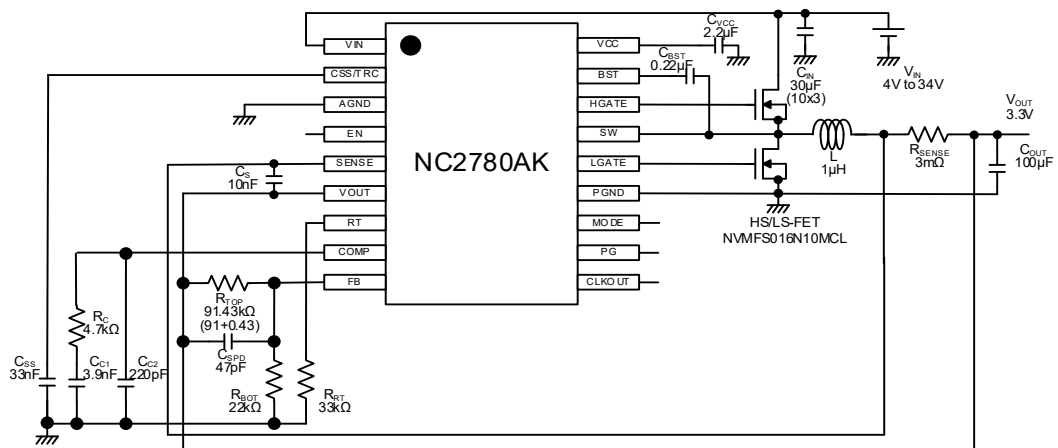 VIN
CSS/TRC
AGND
EN
SENSE
VOUT
RT
COMP
FB
NC2780AK
VCC
BST
HGATE
SW
LGATE
PGND
MODE
PG
CLKOUT
CVCC
2.2µF
CBST
0.22µF
CIN
30µF
(10x3)
VIN
4V to 34V
VOUT
3.3V
L
1µH
RSENSE
3mΩ
COUT
100µF
HS/LS-FET
NVMFS016N10MCL
CS
10nF
RTOP
91.43kΩ
(91+0.43)
CSPD
47pF
RC
4.7kΩ
CSS
33nF
CC1
3.9nF
CC2
220pF
RBOT
22kΩ
RRT
33kΩ